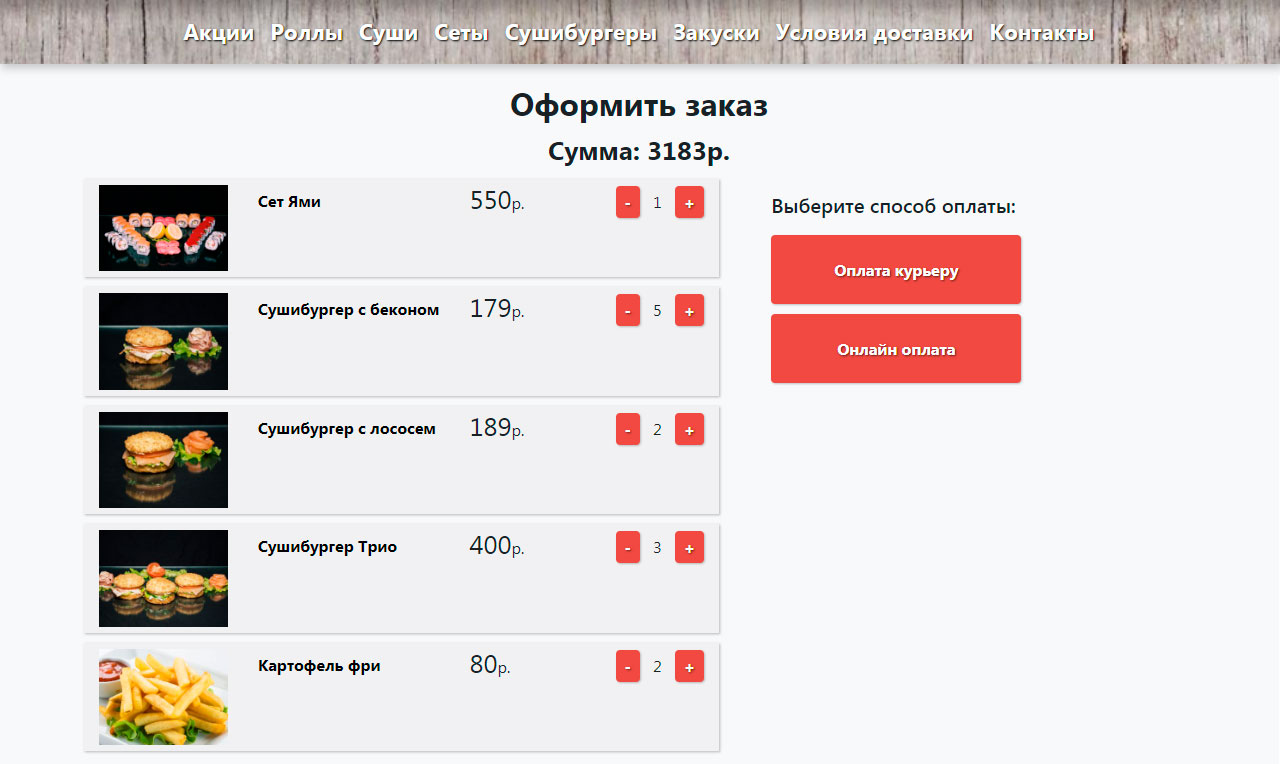 Акции Роллы Суши Сеты Сушибургеры Закуски Условия доставки Контакты
Оформить заказ
Сумма: 3183р.
Сет Ями 550р. - 1 +
Сушибургер с беконом 179р. - 5 +
Сушибургер с лососем 189р. - 2 +
Сушибургер Трио 400р. - 3 +
Картофель фри 80р. - 2 +
Выберите способ оплаты:
Оплата курьеру
Онлайн оплата